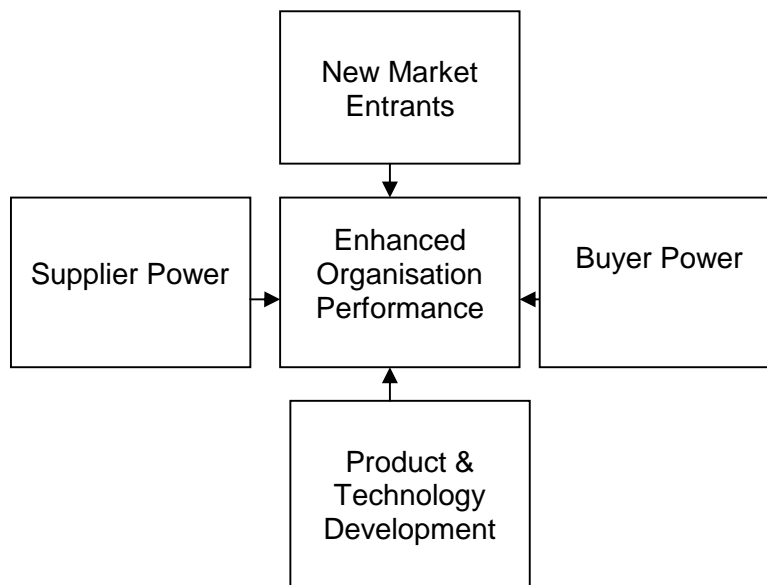 New Market
Entrants
Supplier Power
Enhanced
Organisation
Performance
Buyer Power
Product &
Technology
Development